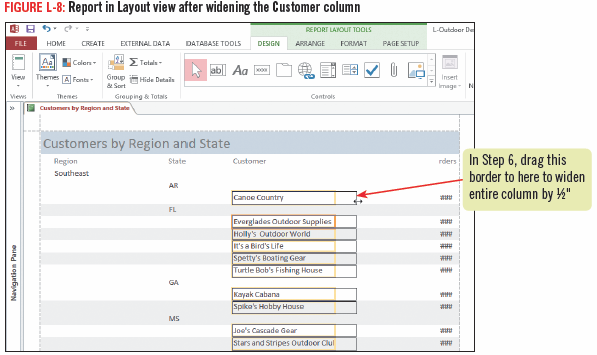 FIGURE L-8: Report in Layout view after widening the Customer column
REPORT LAYOUT TOOLS
L-Outdoor De
FILE HOME CREATE EXTERNAL DATA DATABASE TOOLS DESIGN ARRANGE FORMAT PAGE SETUP
View
Themes
Colors
Fonts
Group & Sort
Totals
Hide Details
ab|
Aa
xxxx
Insert
Image
Views
Themes
Grouping & Totals
Controls
»
Customers by Region and State
Customers by Region and State
Region State Customer rders
Southeast
AR
Canoe Country ###
FL
Everglades Outdoor Supplies ###
Holly's Outdoor World ###
It's a Bird's Life ###
Spetty's Boating Gear ###
Turtle Bob's Fishing House ###
GA
Kayak Cabana ###
Spike's Hobby House ###
MS
Joe's Cascade Gear ###
Stars and Stripes Outdoor Clul ###
Navigation Pane
In Step 6, drag this
border to here to widen
entire column by ½"